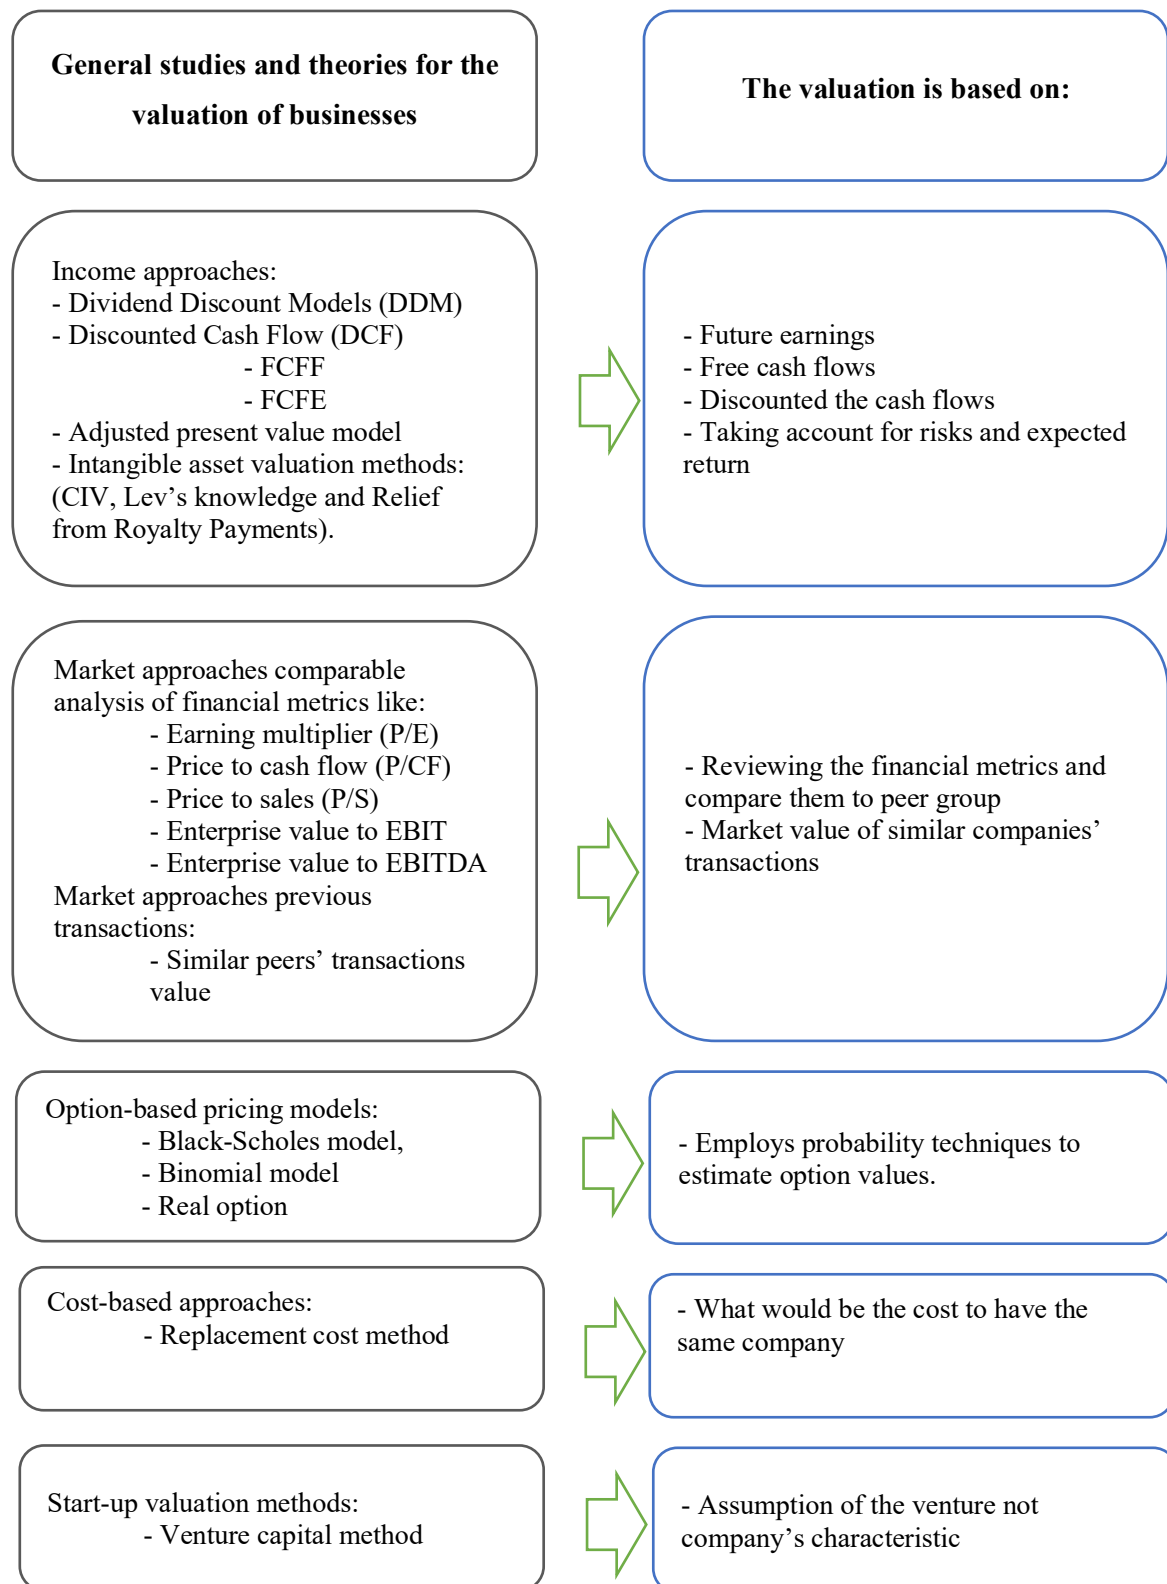 General studies and theories for the
valuation of businesses
The valuation is based on:
Income approaches:
- Dividend Discount Models (DDM)
- Discounted Cash Flow (DCF)
- FCFF
- FCFE
- Adjusted present value model
- Intangible asset valuation methods:
(CIV, Lev’s knowledge and Relief
from Royalty Payments).
- Future earnings
- Free cash flows
- Discounted the cash flows
- Taking account for risks and expected
return
Market approaches comparable
analysis of financial metrics like:
- Earning multiplier (P/E)
- Price to cash flow (P/CF)
- Price to sales (P/S)
- Enterprise value to EBIT
- Enterprise value to EBITDA
Market approaches previous
transactions:
- Similar peers’ transactions
value
- Reviewing the financial metrics and
compare them to peer group
- Market value of similar companies’
transactions
Option-based pricing models:
- Black-Scholes model,
- Binomial model
- Real option
- Employs probability techniques to
estimate option values.
Cost-based approaches:
- Replacement cost method
- What would be the cost to have the
same company
Start-up valuation methods:
- Venture capital method
- Assumption of the venture not
company’s characteristic